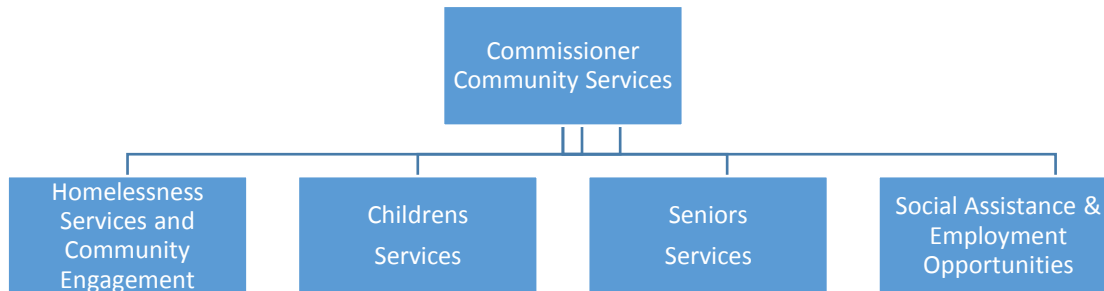 Commissioner
Community Services
Homelessness
Services and
Community
Engagement
Childrens
Services
Seniors
Services
Social Assistance &
Employment
Opportunities